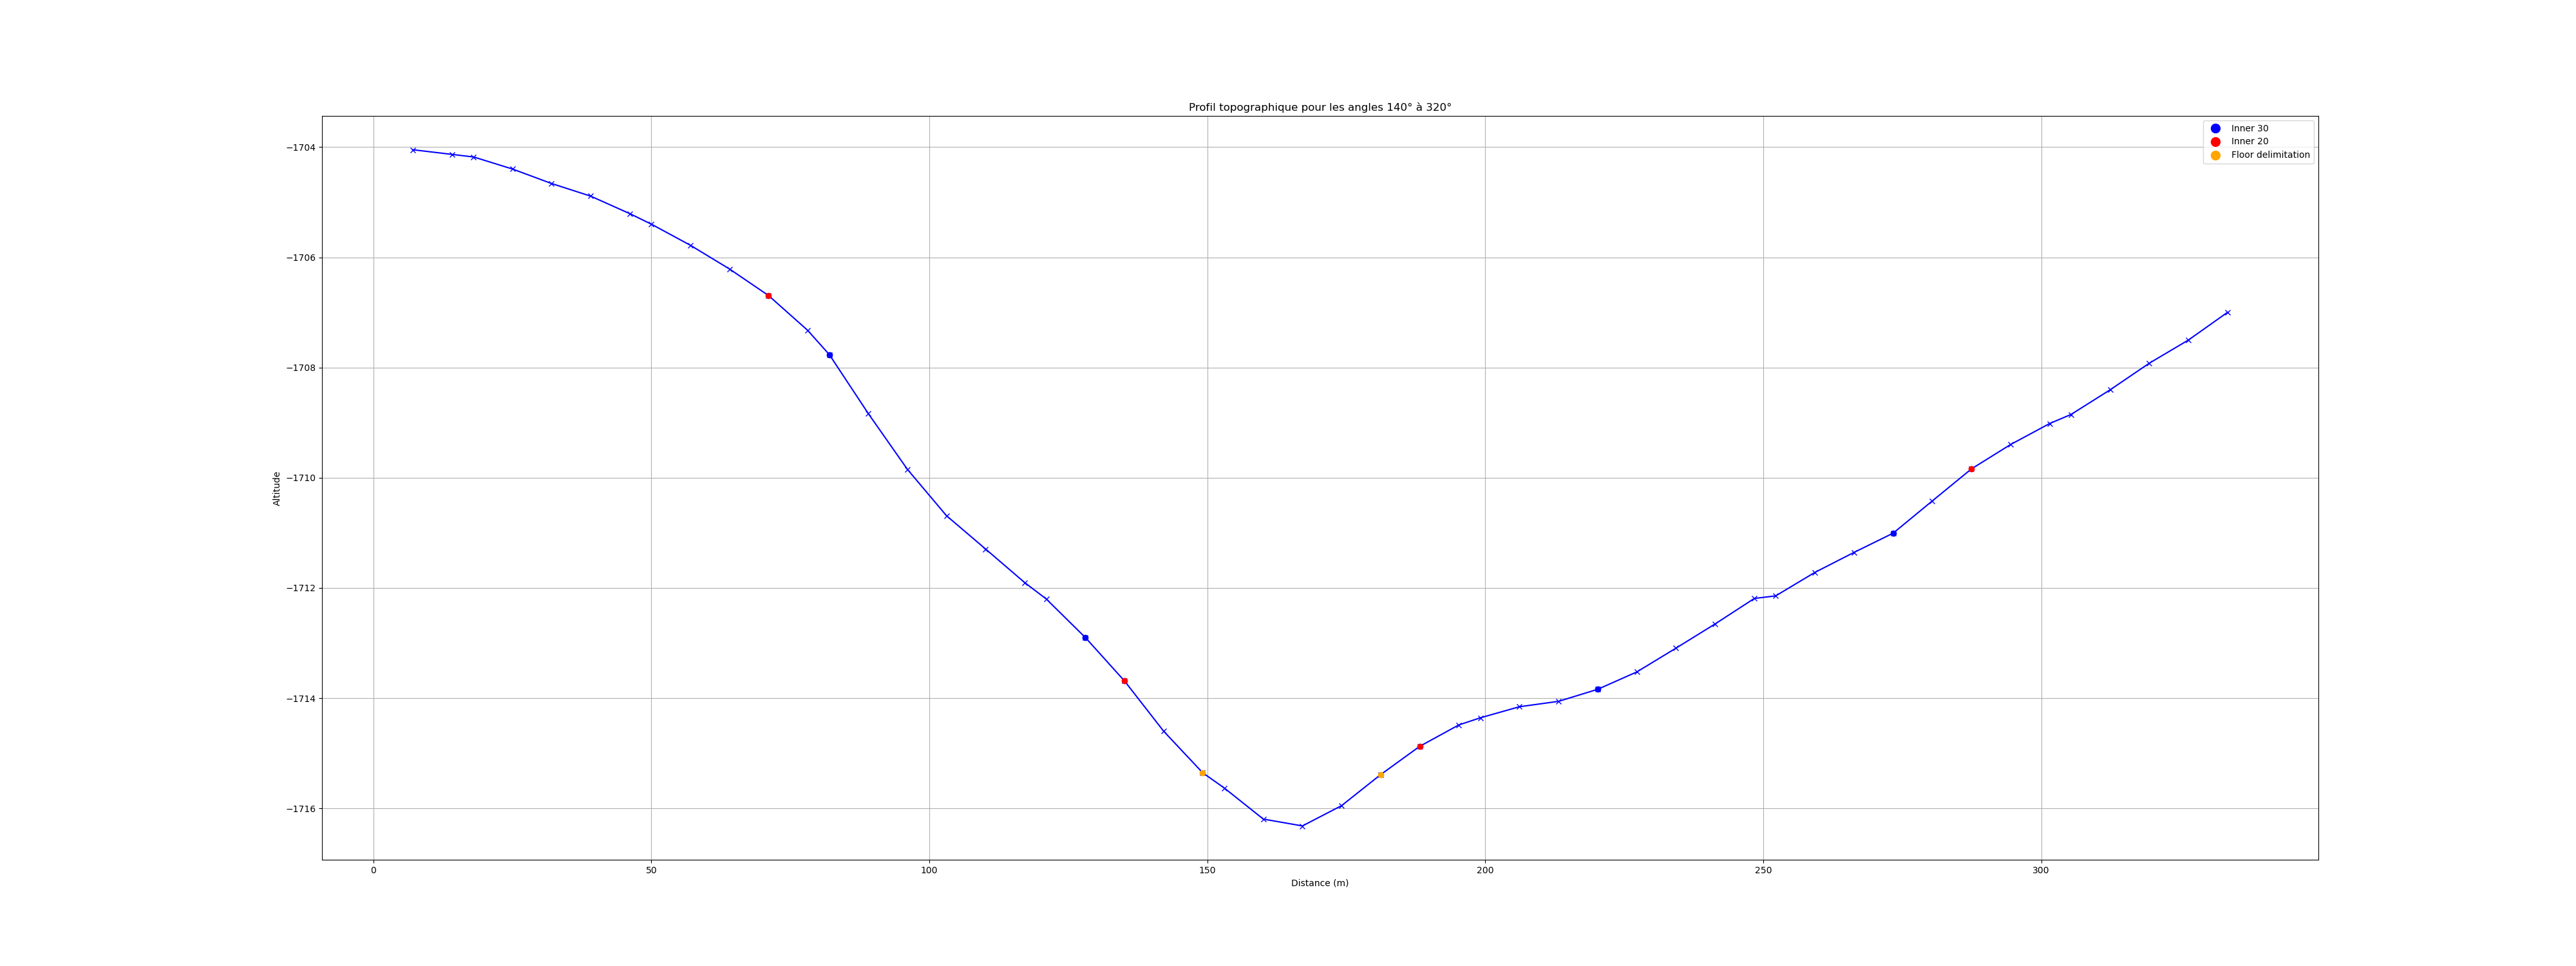 Profil topographique pour les angles 140° à 320°
Inner 30
Inner 20
Floor delimitation
−1704
−1706
−1708
−1710
−1712
−1714
−1716
Altitude
0 50 100 150 200 250 300
Distance (m)